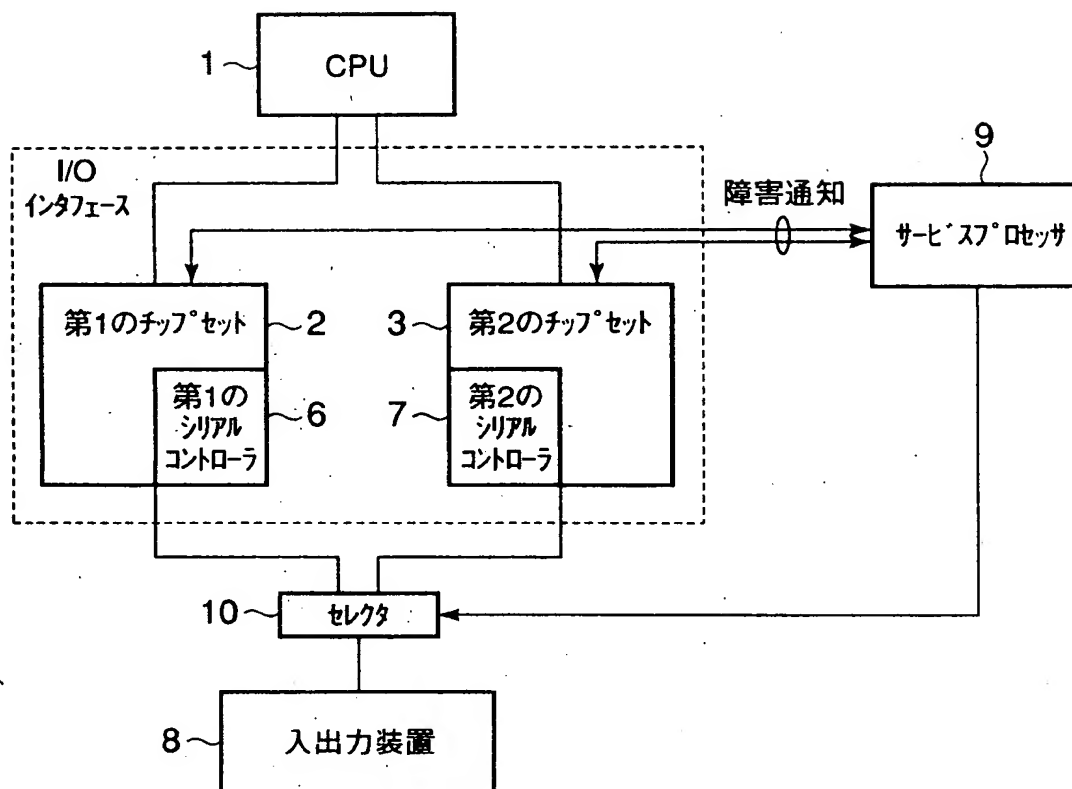 1
CPU
I/O
インタフェース
9
障害通知
サービスプロセッサ
第1のチップセット
2
3
第2のチップセット
第1の
シリアル
コントローラ
6
7
第2の
シリアル
コントローラ
10
セレクタ
8
入出力装置